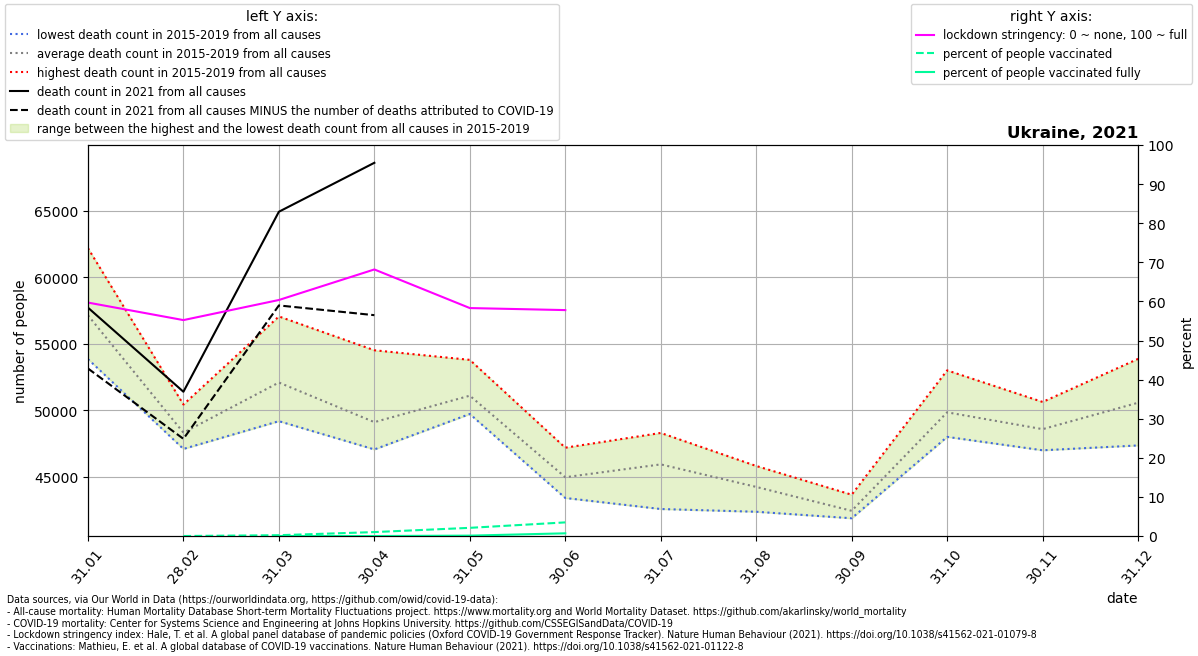 left Y axis:
lowest death count in 2015-2019 from all causes
average death count in 2015-2019 from all causes
highest death count in 2015-2019 from all causes
death count in 2021 from all causes
death count in 2021 from all causes MINUS the number of deaths attributed to COVID-19
range between the highest and the lowest death count from all causes in 2015-2019
right Y axis:
lockdown stringency: 0 ~ none, 100 ~ full
percent of people vaccinated
percent of people vaccinated fully
Ukraine, 2021
number of people
65000
60000
55000
50000
45000
100
90
80
70
60
50
40
30
20
10
0
percent
31.01
28.02
31.03
30.04
31.05
30.06
31.07
31.08
30.09
31.10
30.11
31.12
date
Data sources, via Our World in Data (https://ourworldindata.org, https://github.com/owid/covid-19-data):
- All-cause mortality: Human Mortality Database Short-term Mortality Fluctuations project. https://www.mortality.org and World Mortality Dataset. https://github.com/akarlinsky/world_mortality
- COVID-19 mortality: Center for Systems Science and Engineering at Johns Hopkins University. https://github.com/CSSEGISandData/COVID-19
- Lockdown stringency index: Hale, T. et al. A global panel database of pandemic policies (Oxford COVID-19 Government Response Tracker). Nature Human Behaviour (2021). https://doi.org/10.1038/s41562-021-01079-8
- Vaccinations: Mathieu, E. et al. A global database of COVID-19 vaccinations. Nature Human Behaviour (2021). https://doi.org/10.1038/s41562-021-01122-8